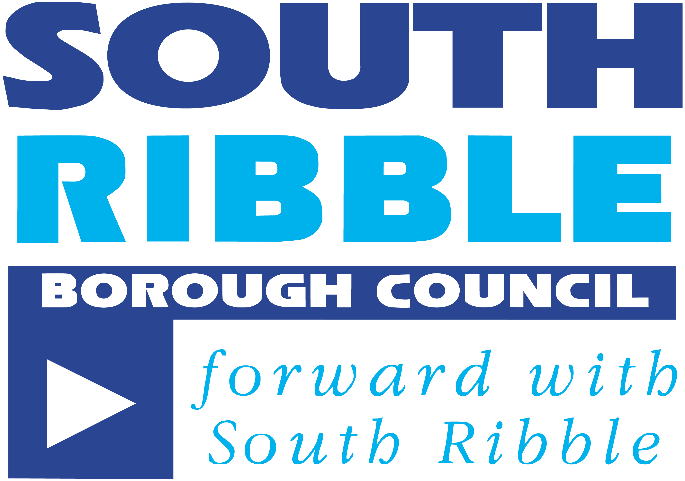 SOUTH
RIBBLE
BOROUGH COUNCIL
forward with
South Ribble